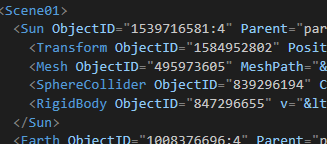 <Scene01>
<Sun ObjectID="1539716581:4" Parent="par
<Transform ObjectID="1584952802" Posit
<Mesh ObjectID="495973605" MeshPath="&
<SphereCollider ObjectID="839296194" C
<RigidBody ObjectID="847296655" v="&lt
</Sun>
<Earth ObjectID="1008376696:4" Parent="p